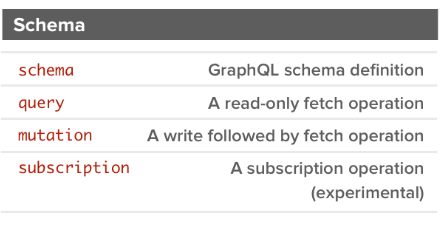 Schema
schema GraphQL schema definition
query A read-only fetch operation
mutation A write followed by fetch operation
subscription A subscription operation
(experimental)